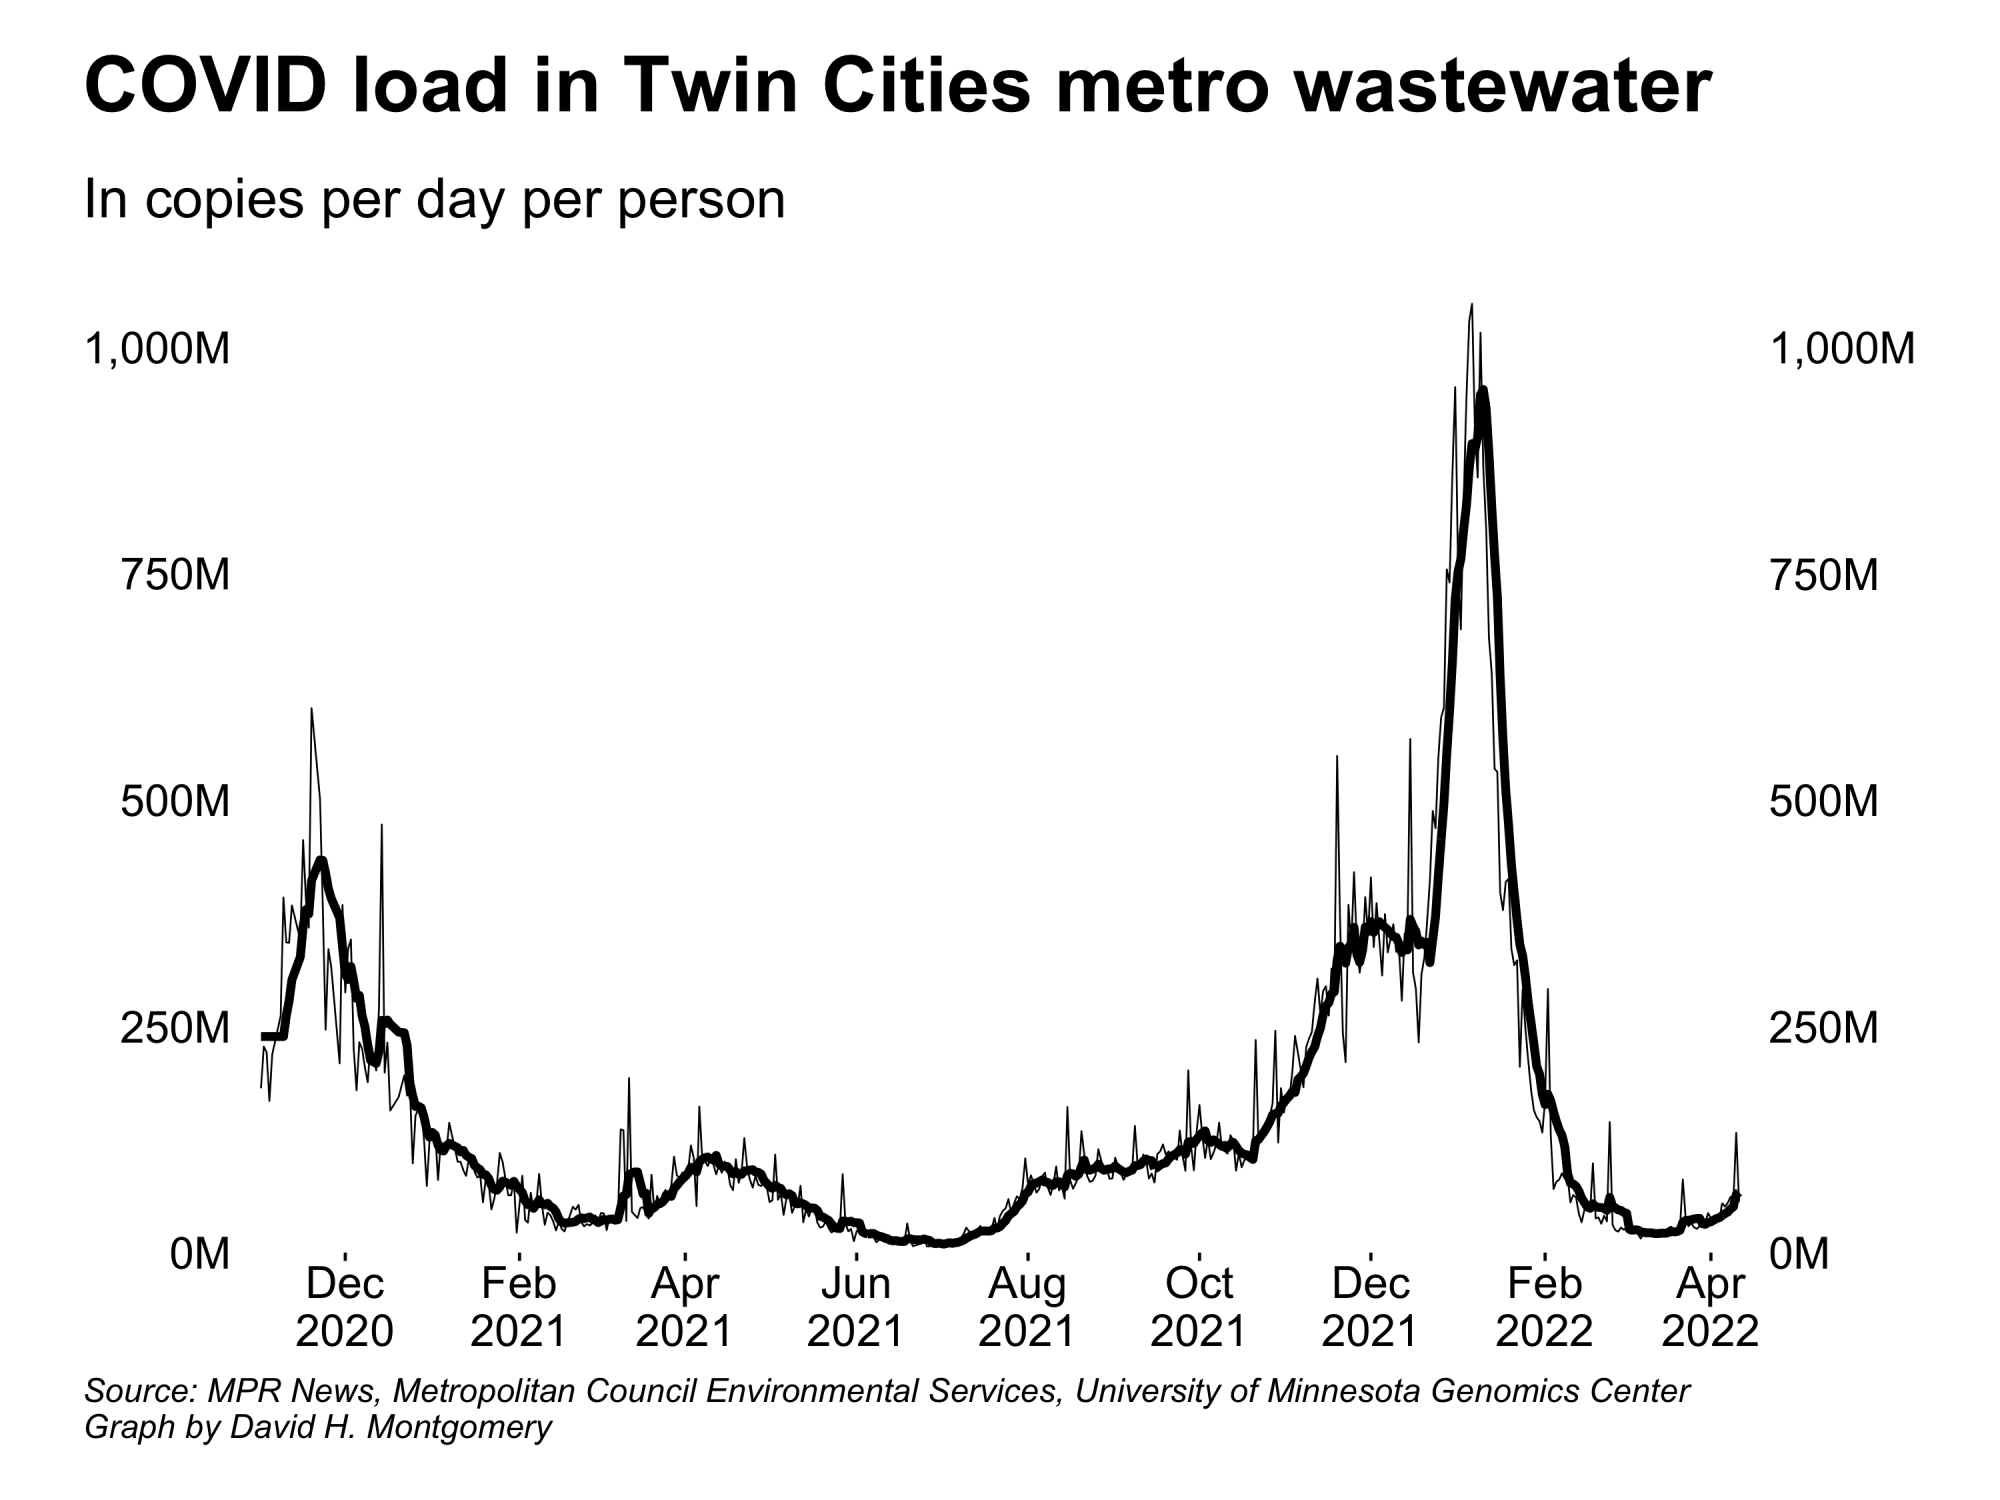 COVID load in Twin Cities metro wastewater
In copies per day per person
1,000M 1,000M
750M 750M
500M 500M
250M 250M
0M 0M
Dec Feb Apr Jun Aug Oct Dec Feb Apr
2020 2021 2021 2021 2021 2021 2021 2022 2022
Source: MPR News, Metropolitan Council Environmental Services, University of Minnesota Genomics Center
Graph by David H. Montgomery